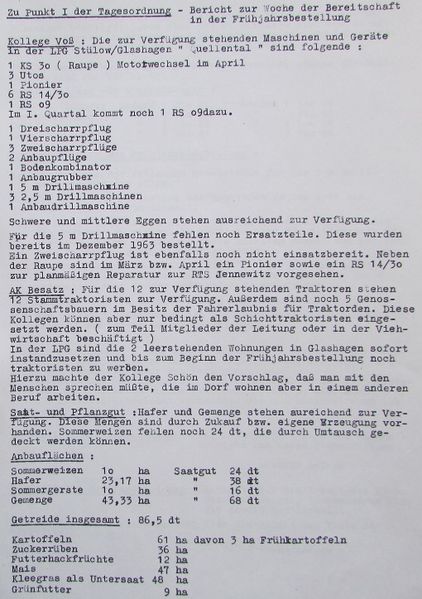 Zu Punkt I der Tagesordnung - Bericht zur Woche der Bereitschaft
in der Frühjahrsbestellung
Kollege Voß : Die zur Verfügung stehenden Maschinen und Geräte
in der LPG Stülow/Glashagen " Quellental " sind folgende :
1 KS 3o ( Raupe ) Motorwechsel im April
3 Utos
1 Pionier
6 RS 14/3o
1 RS o9
Im I. Quartal kommt noch 1 RS o9dazu.
1 Dreischarrpflug
1 Vierscharrpflug
3 Zweischarrpflüge
2 Anbaupflüge
1 Bodenkombinator
1 Anbaugrubber
1 5 m Drillmaschine
3 2,5 m Drillmaschinen
1 Anbaudrillmaschine
Schwere und mittlere Eggen stehen ausreichend zur Verfügung.
Für die 5 m Drillmaschine fehlen noch Ersatzteile. Diese wurden
bereits im Dezember 1963 bestellt.
Ein Zweischarrpflug ist ebenfalls noch nicht einsatzbereit. Neben
der Raupe sind im März bzw. April ein Pionier sowie ein RS 14/3o
zur planmäßigen Reparatur zur RTS Jennewitz vorgesehen.
AK Besatz : Für die 12 zur Verfügung stehenden Traktoren stehen
12 Stammtraktoristen zur Verfügung. Außerdem sind noch 5 Genos-
senschaftsbauern im Besitz der Fahrerlaubnis für Traktorden. Diese
Kollegen können aber nur bedingt als Schichttraktoristen einge-
setzt werden. ( zum Teil Mitglieder der Leitung oder in der Vieh-
wirtschaft beschäftigt )
In der LPG sind die 2 leerstehenden Wohnungen in Glashagen sofort
instandzusetzen und bis zum Beginn der Frühjahrsbestellung noch
traktoristen zu werben.
Hierzu machte der Kollege Schön den Vorschlag, daß man mit den
Menschen sprechen müßte, die im Dorf wohnen aber in einem anderen
Beruf arbeiten.
Saat- und Pflanzgut :Hafer und Gemenge stehen aureichend zur Ver-
fügung. Diese Mengen sind durch Zukauf bzw. eigene Erzeugung vor-
handen. Sommerweizen fehlen noch 24 dt, die durch Umtausch ge-
deckt werden können.
Anbauflächen :
Sommerweizen 1o ha Saatgut 24 dt
Hafer 23,17 ha " 38 dt
Sommergerste 1o ha " 16 dt
Gemenge 43,33 ha " 68 dt
Getreide insgesamt : 86,5 dt
Kartoffeln 61 ha davon 3 ha Frühkartoffeln
Zuckerrüben 36 ha
Futterhackfrüchte 12 ha
Mais 47 ha
Kleegras als Untersaat 48 ha
Grünfutter 9 ha